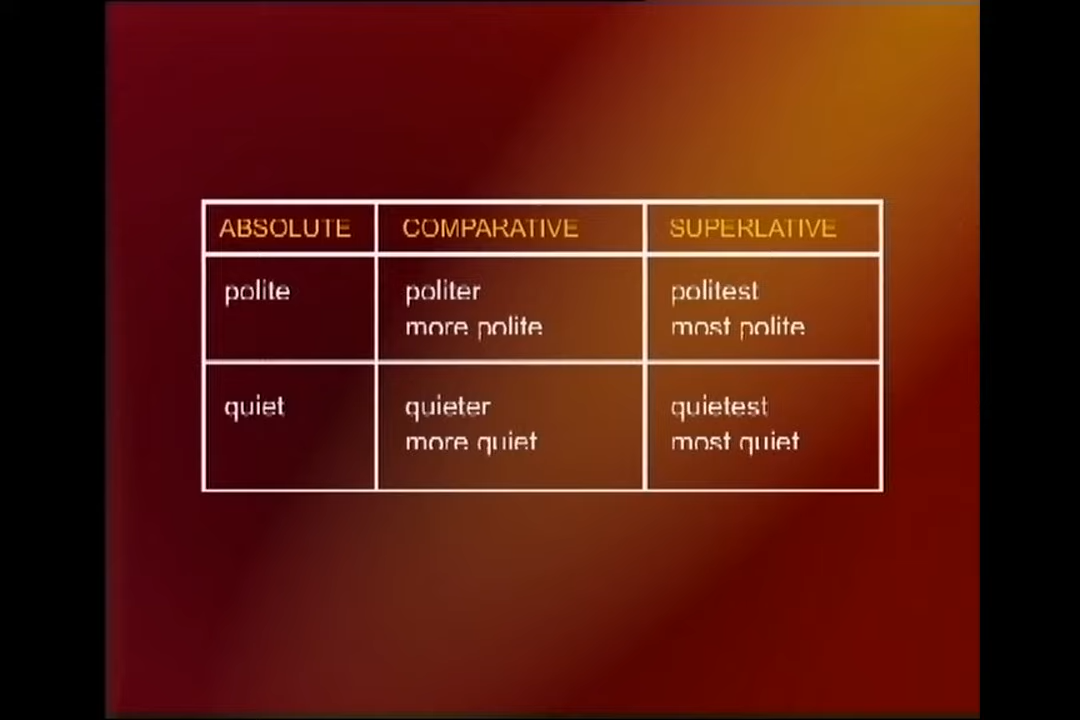 ABSOLUTE COMPARATIVE SUPERLATIVE
polite politer politest
more polite most polite
quiet quieter quietest
more quiet most quiet